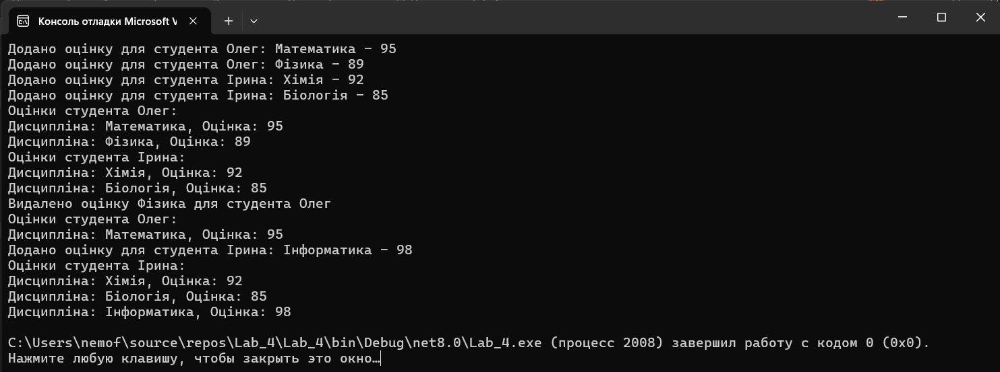 Консоль отладки Microsoft V
Додано оцінку для студента Олег: Математика - 95
Додано оцінку для студента Олег: Фізика - 89
Додано оцінку для студента Ірина: Хімія - 92
Додано оцінку для студента Ірина: Біологія - 85
Оцінки студента Олег:
Дисципліна: Математика, Оцінка: 95
Дисципліна: Фізика, Оцінка: 89
Оцінки студента Ірина:
Дисципліна: Хімія, Оцінка: 92
Дисципліна: Біологія, Оцінка: 85
Видалено оцінку Фізика для студента Олег
Оцінки студента Олег:
Дисципліна: Математика, Оцінка: 95
Додано оцінку для студента Ірина: Інформатика - 98
Оцінки студента Ірина:
Дисципліна: Хімія, Оцінка: 92
Дисципліна: Біологія, Оцінка: 85
Дисципліна: Інформатика, Оцінка: 98
C:\Users\nemof\source\repos\Lab_4\Lab_4\bin\Debug\net8.0\Lab_4.exe (процесс 2008) завершил работу с кодом 0 (0x0).
Нажмите любую клавишу, чтобы закрыть это окно…